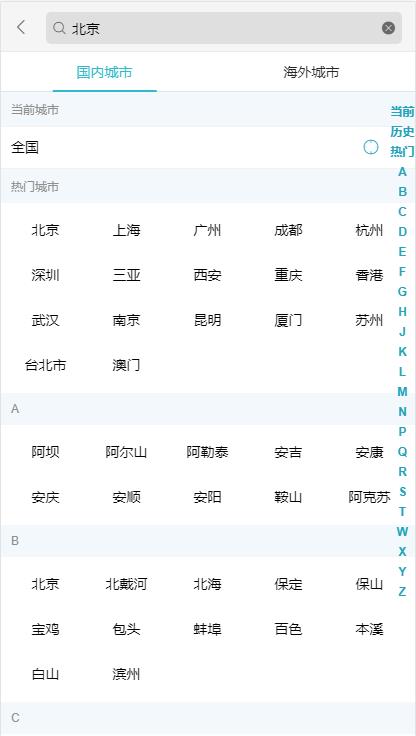 北京
国内城市 海外城市
当前城市
全国
热门城市
北京 上海 广州 成都 杭州
深圳 三亚 西安 重庆 香港
武汉 南京 昆明 厦门 苏州
台北市 澳门
A
阿坝 阿尔山 阿勒泰 安吉 安康
安庆 安顺 安阳 鞍山 阿克苏
B
北京 北戴河 北海 保定 保山
宝鸡 包头 蚌埠 百色 本溪
白山 滨州
C
当前
历史
热门
A
B
C
D
E
F
G
H
J
K
L
M
N
P
Q
R
S
T
W
X
Y
Z